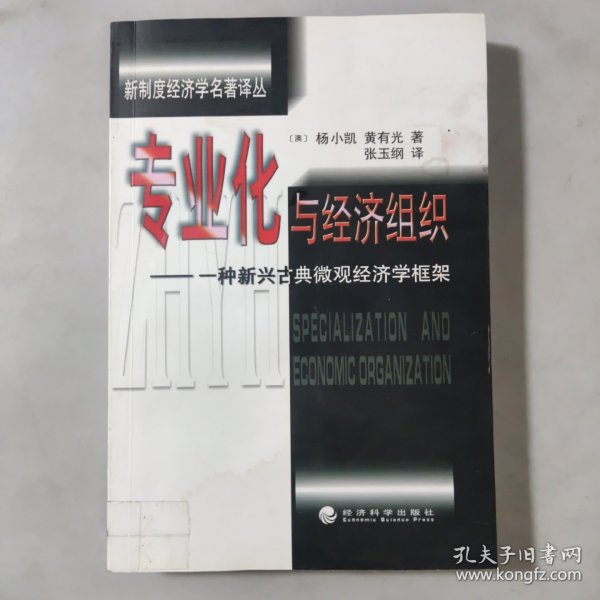 新制度经济学名著译丛
〔澳〕 杨小凯 黄有光 著
张玉纲 译
专业化与经济组织
——一种新兴古典微观经济学框架
SPECIALIZATION AND
ECONOMIC ORGANIZATION
经济科学出版社
Economic Science Press
孔夫子旧书网
www.kongfz.com